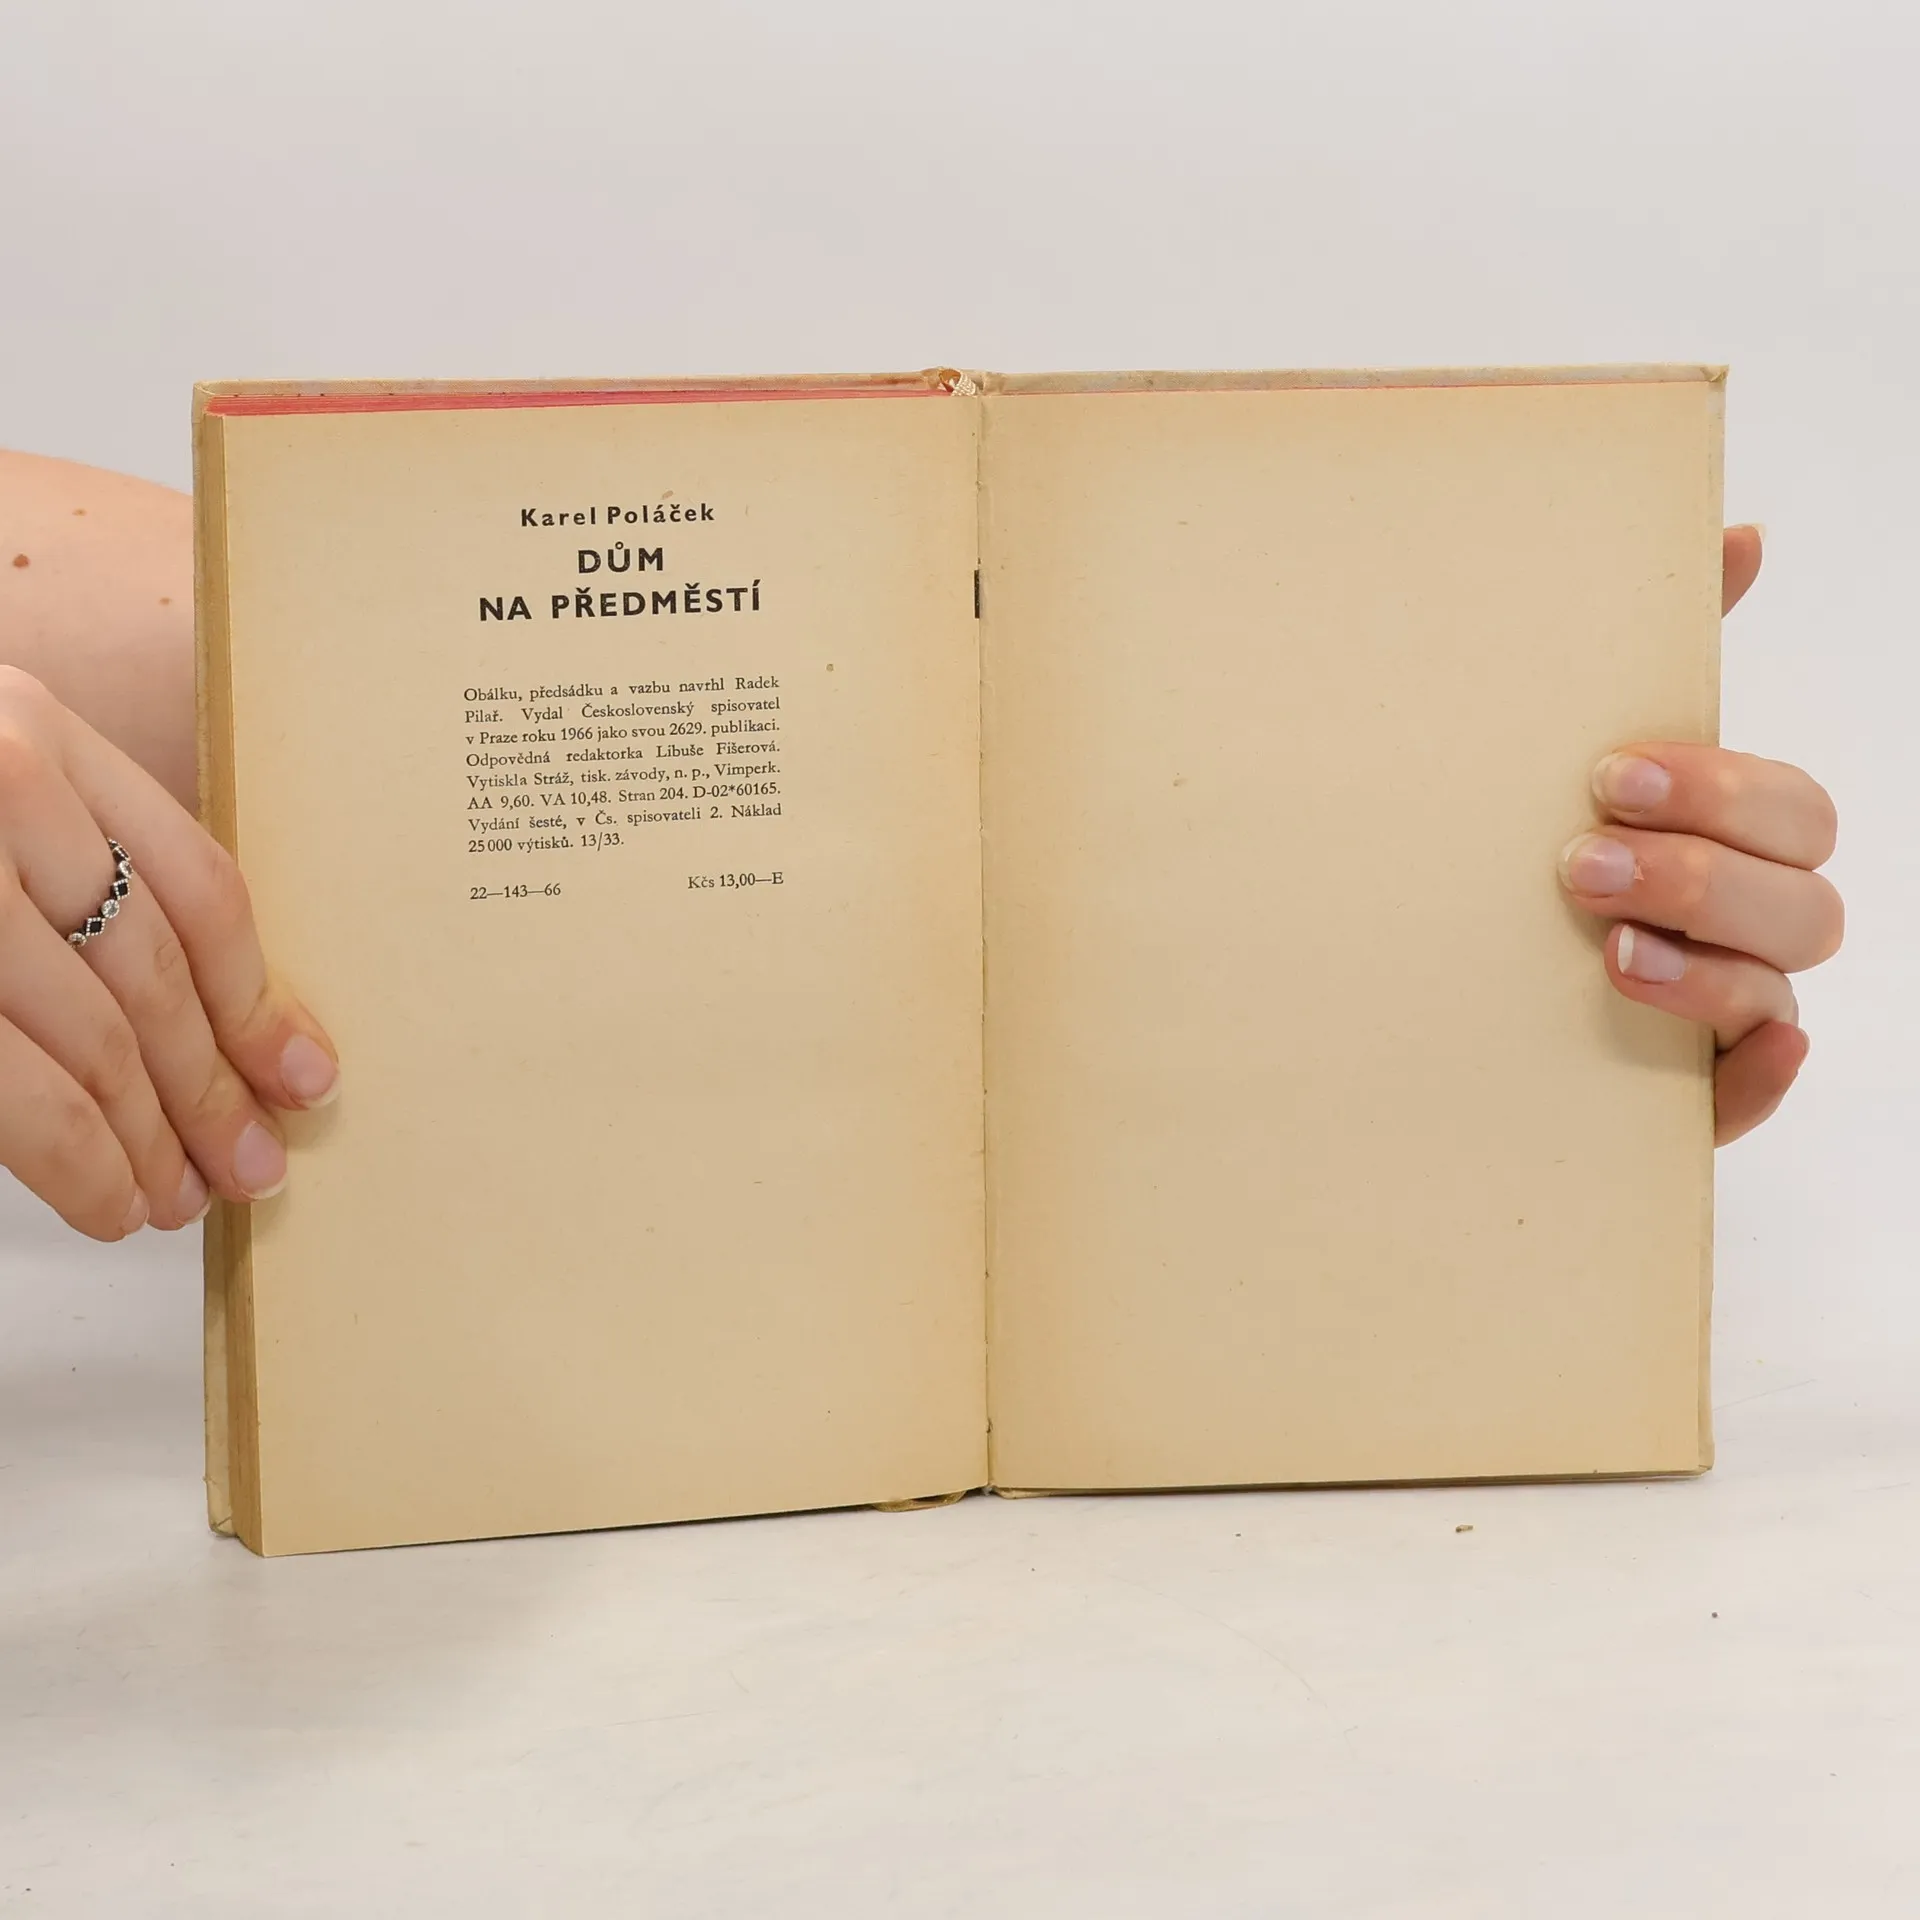 Karel Poláček
DŮM
NA PŘEDMĚSTÍ
Obálku, předsádku a vazbu navrhl Radek
Pilař. Vydal Československý spisovatel
v Praze roku 1966 jako svou 2629. publikaci.
Odpovědná redaktorka Libuše Fišerová.
Vytiskla Stráž, tisk. závody, n. p., Vimperk.
AA 9,60. VA 10,48. Stran 204. D-02*60165.
Vydání šesté, v Čs. spisovateli 2. Náklad
25 000 výtisků. 13/33.
22—143—66 Kčs 13,00—E